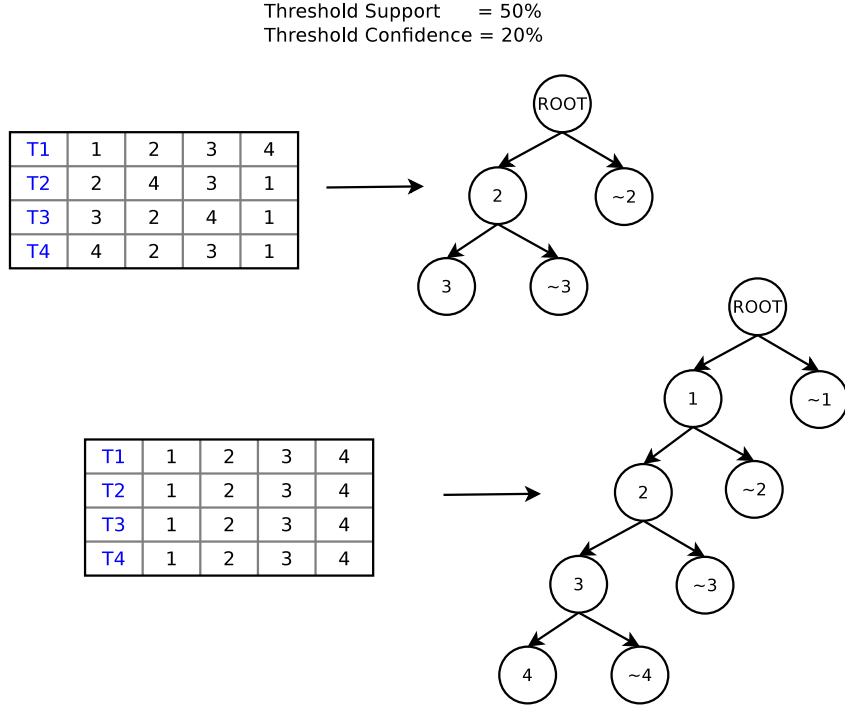 Threshold Support = 50%
Threshold Confidence = 20%
T1 1 2 3 4
T2 2 4 3 1
T3 3 2 4 1
T4 4 2 3 1
ROOT
2 ~2
3 ~3
ROOT
1 ~1
T1 1 2 3 4
T2 1 2 3 4
T3 1 2 3 4
T4 1 2 3 4
2 ~2
3 ~3
4 ~4